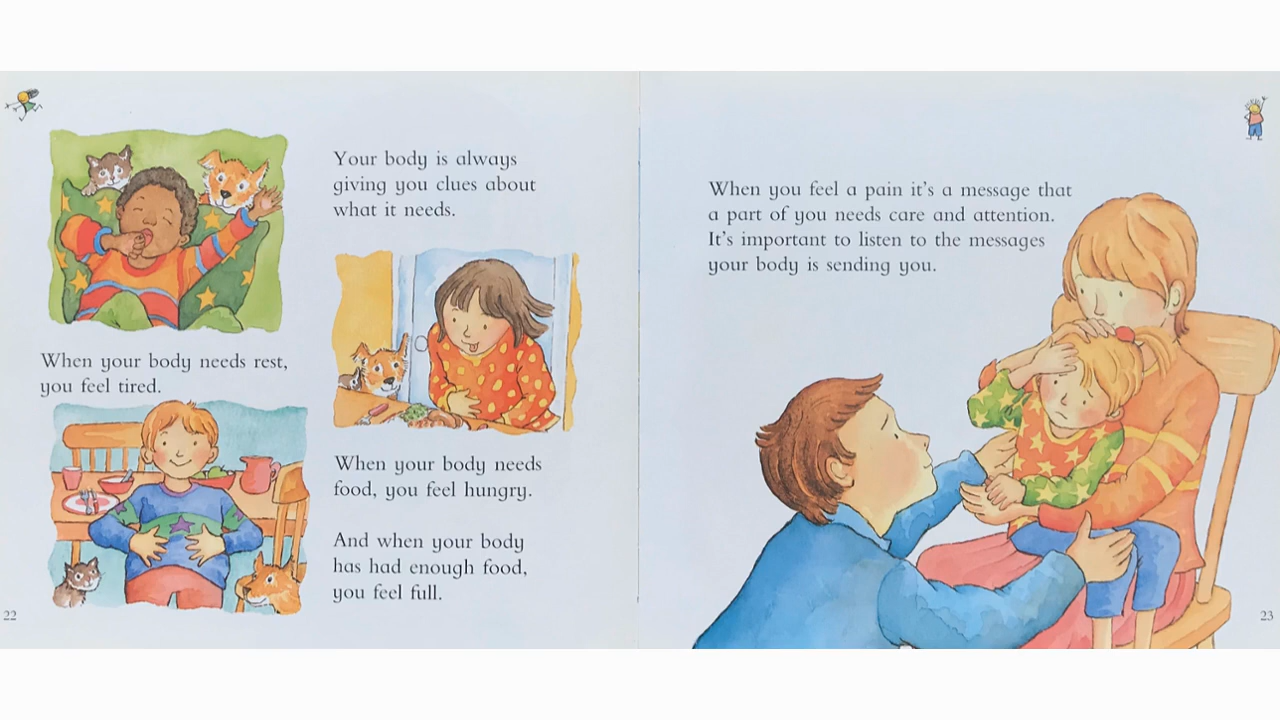 Your body is always
giving you clues about
what it needs.
When your body needs rest,
you feel tired.
When your body needs
food, you feel hungry.
And when your body
has had enough food,
you feel full.
22
When you feel a pain it's a message that
a part of you needs care and attention.
It's important to listen to the messages
your body is sending you.
23